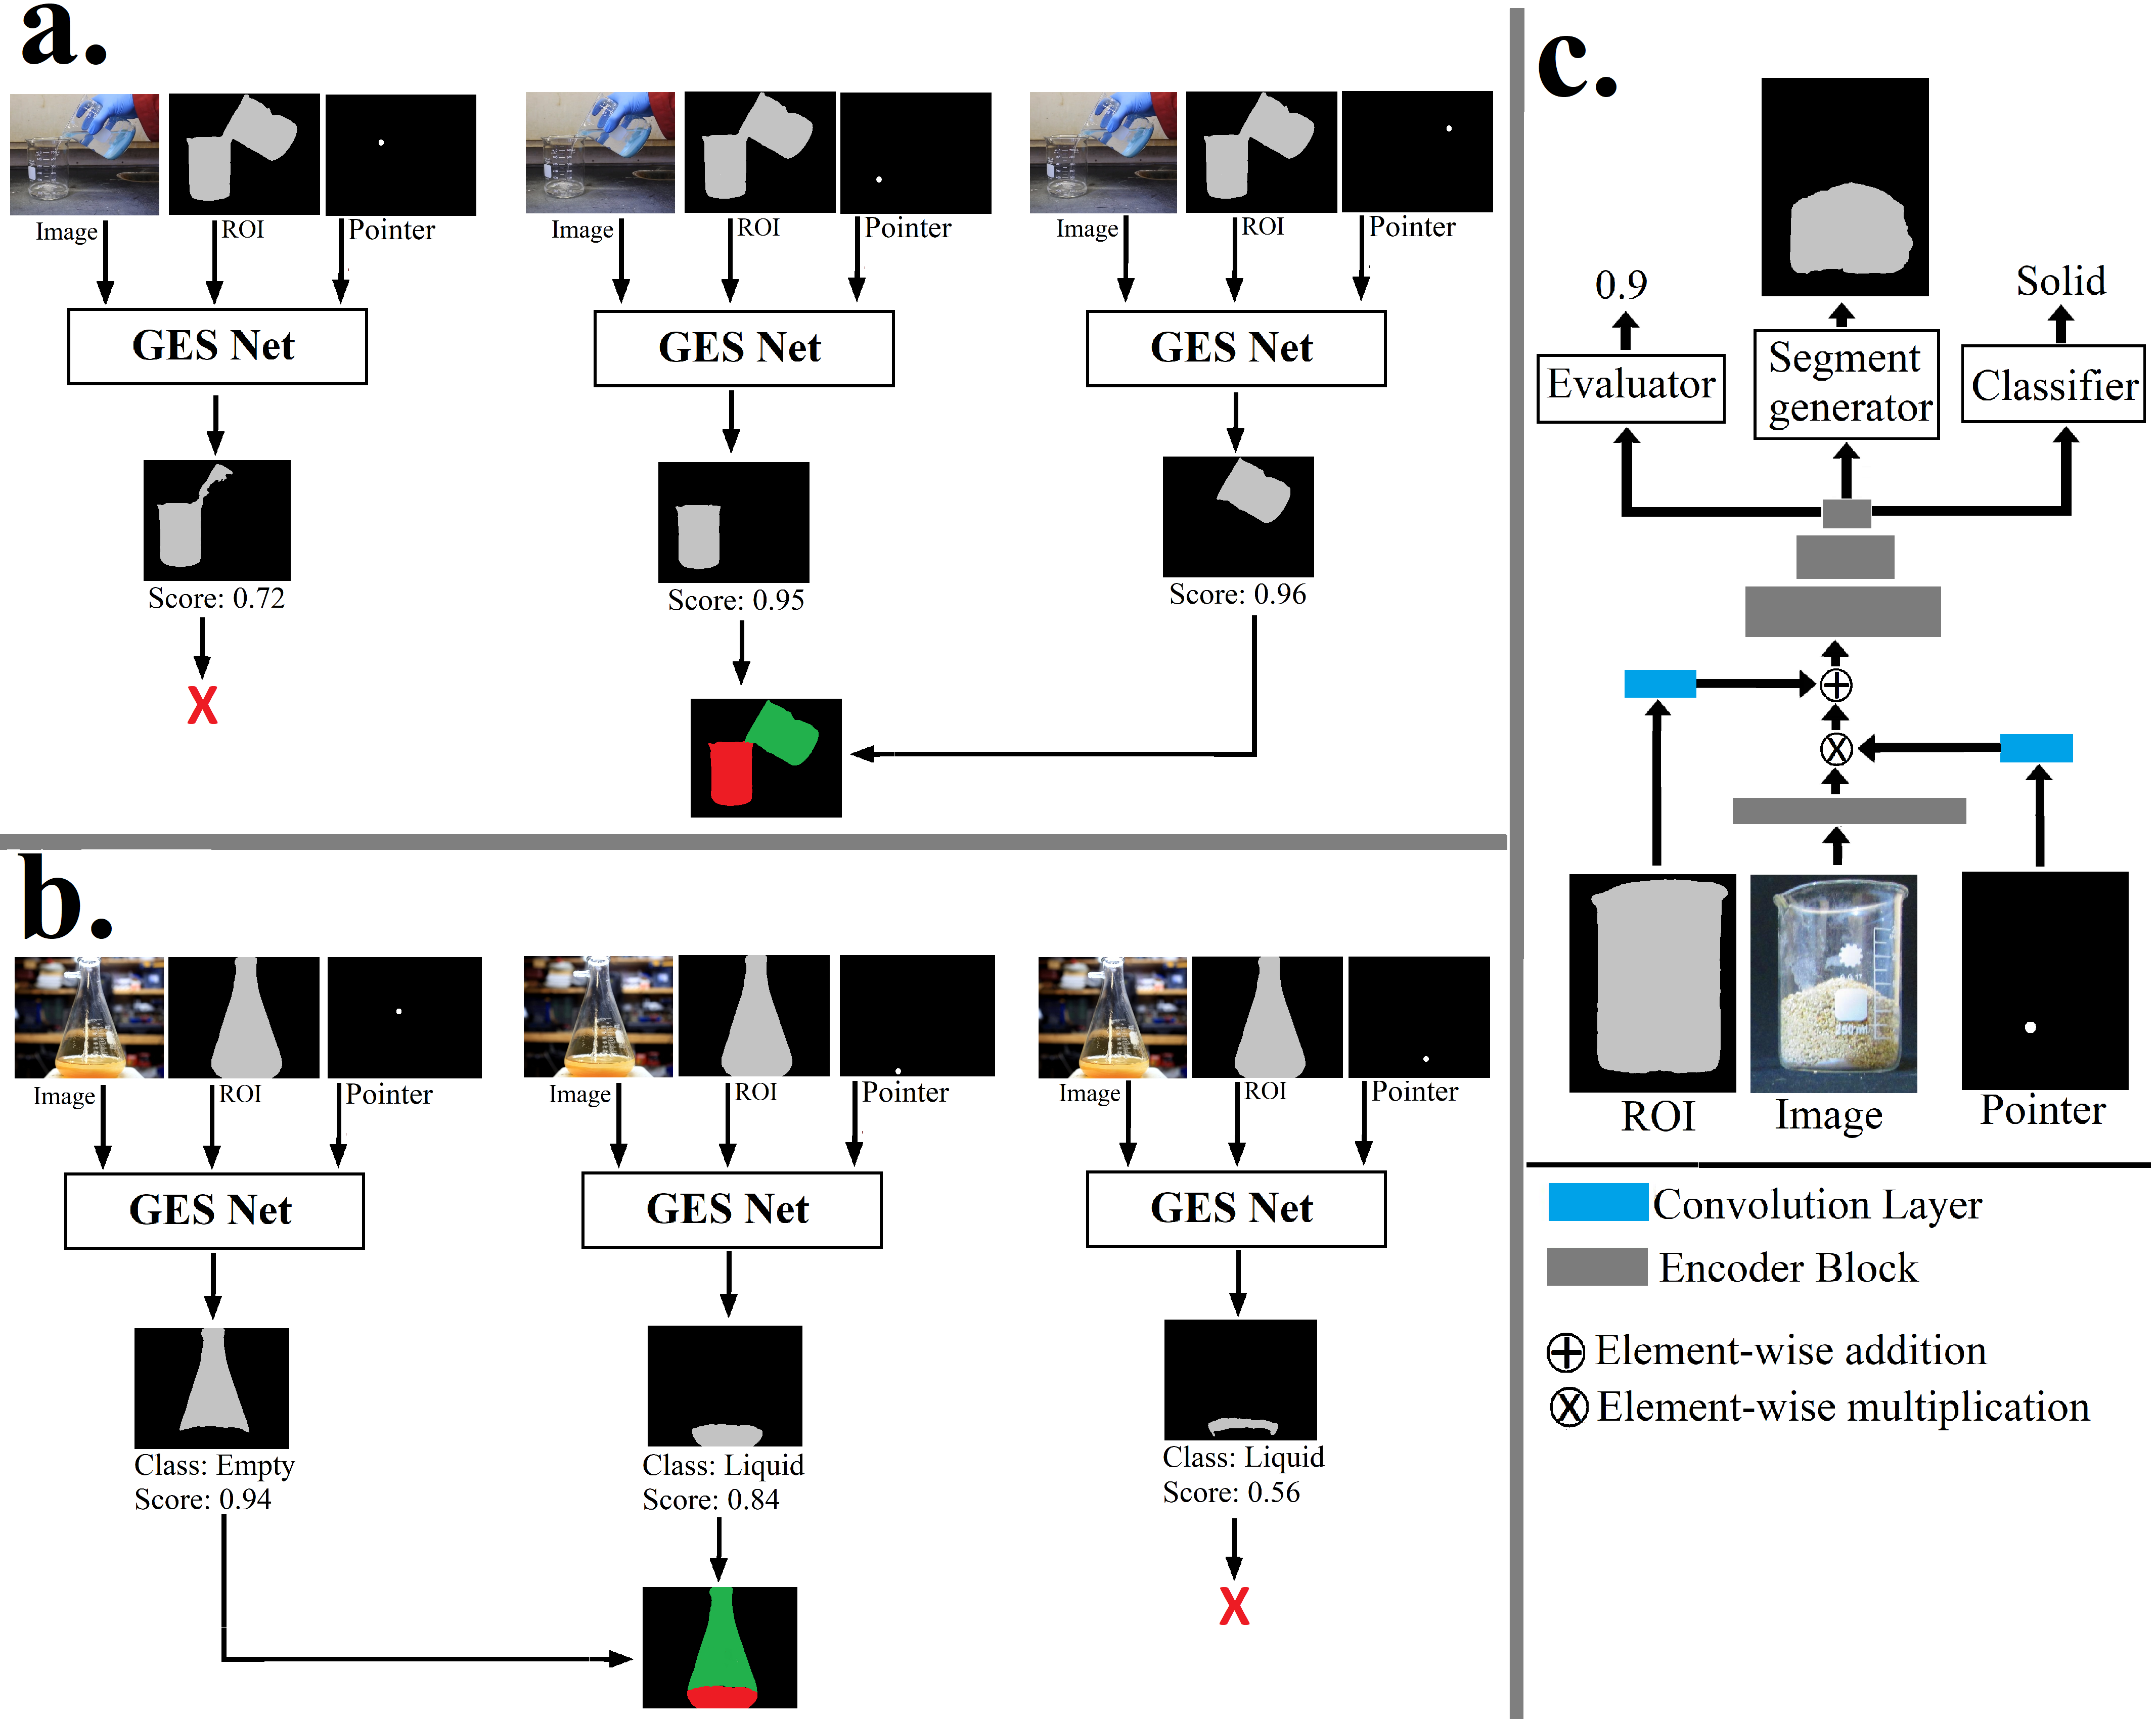 a.
Image ROI Pointer
Image ROI Pointer
Image ROI Pointer
GES Net
GES Net
GES Net
Score: 0.72
Score: 0.95
Score: 0.96
X
b.
Image ROI Pointer
Image ROI Pointer
Image ROI Pointer
GES Net
GES Net
GES Net
Class: Empty
Score: 0.94
Class: Liquid
Score: 0.84
Class: Liquid
Score: 0.56
X
c.
0.9
Solid
Evaluator
Segment
generator
Classifier
ROI
Image
Pointer
Convolution Layer
Encoder Block
Element-wise addition
Element-wise multiplication